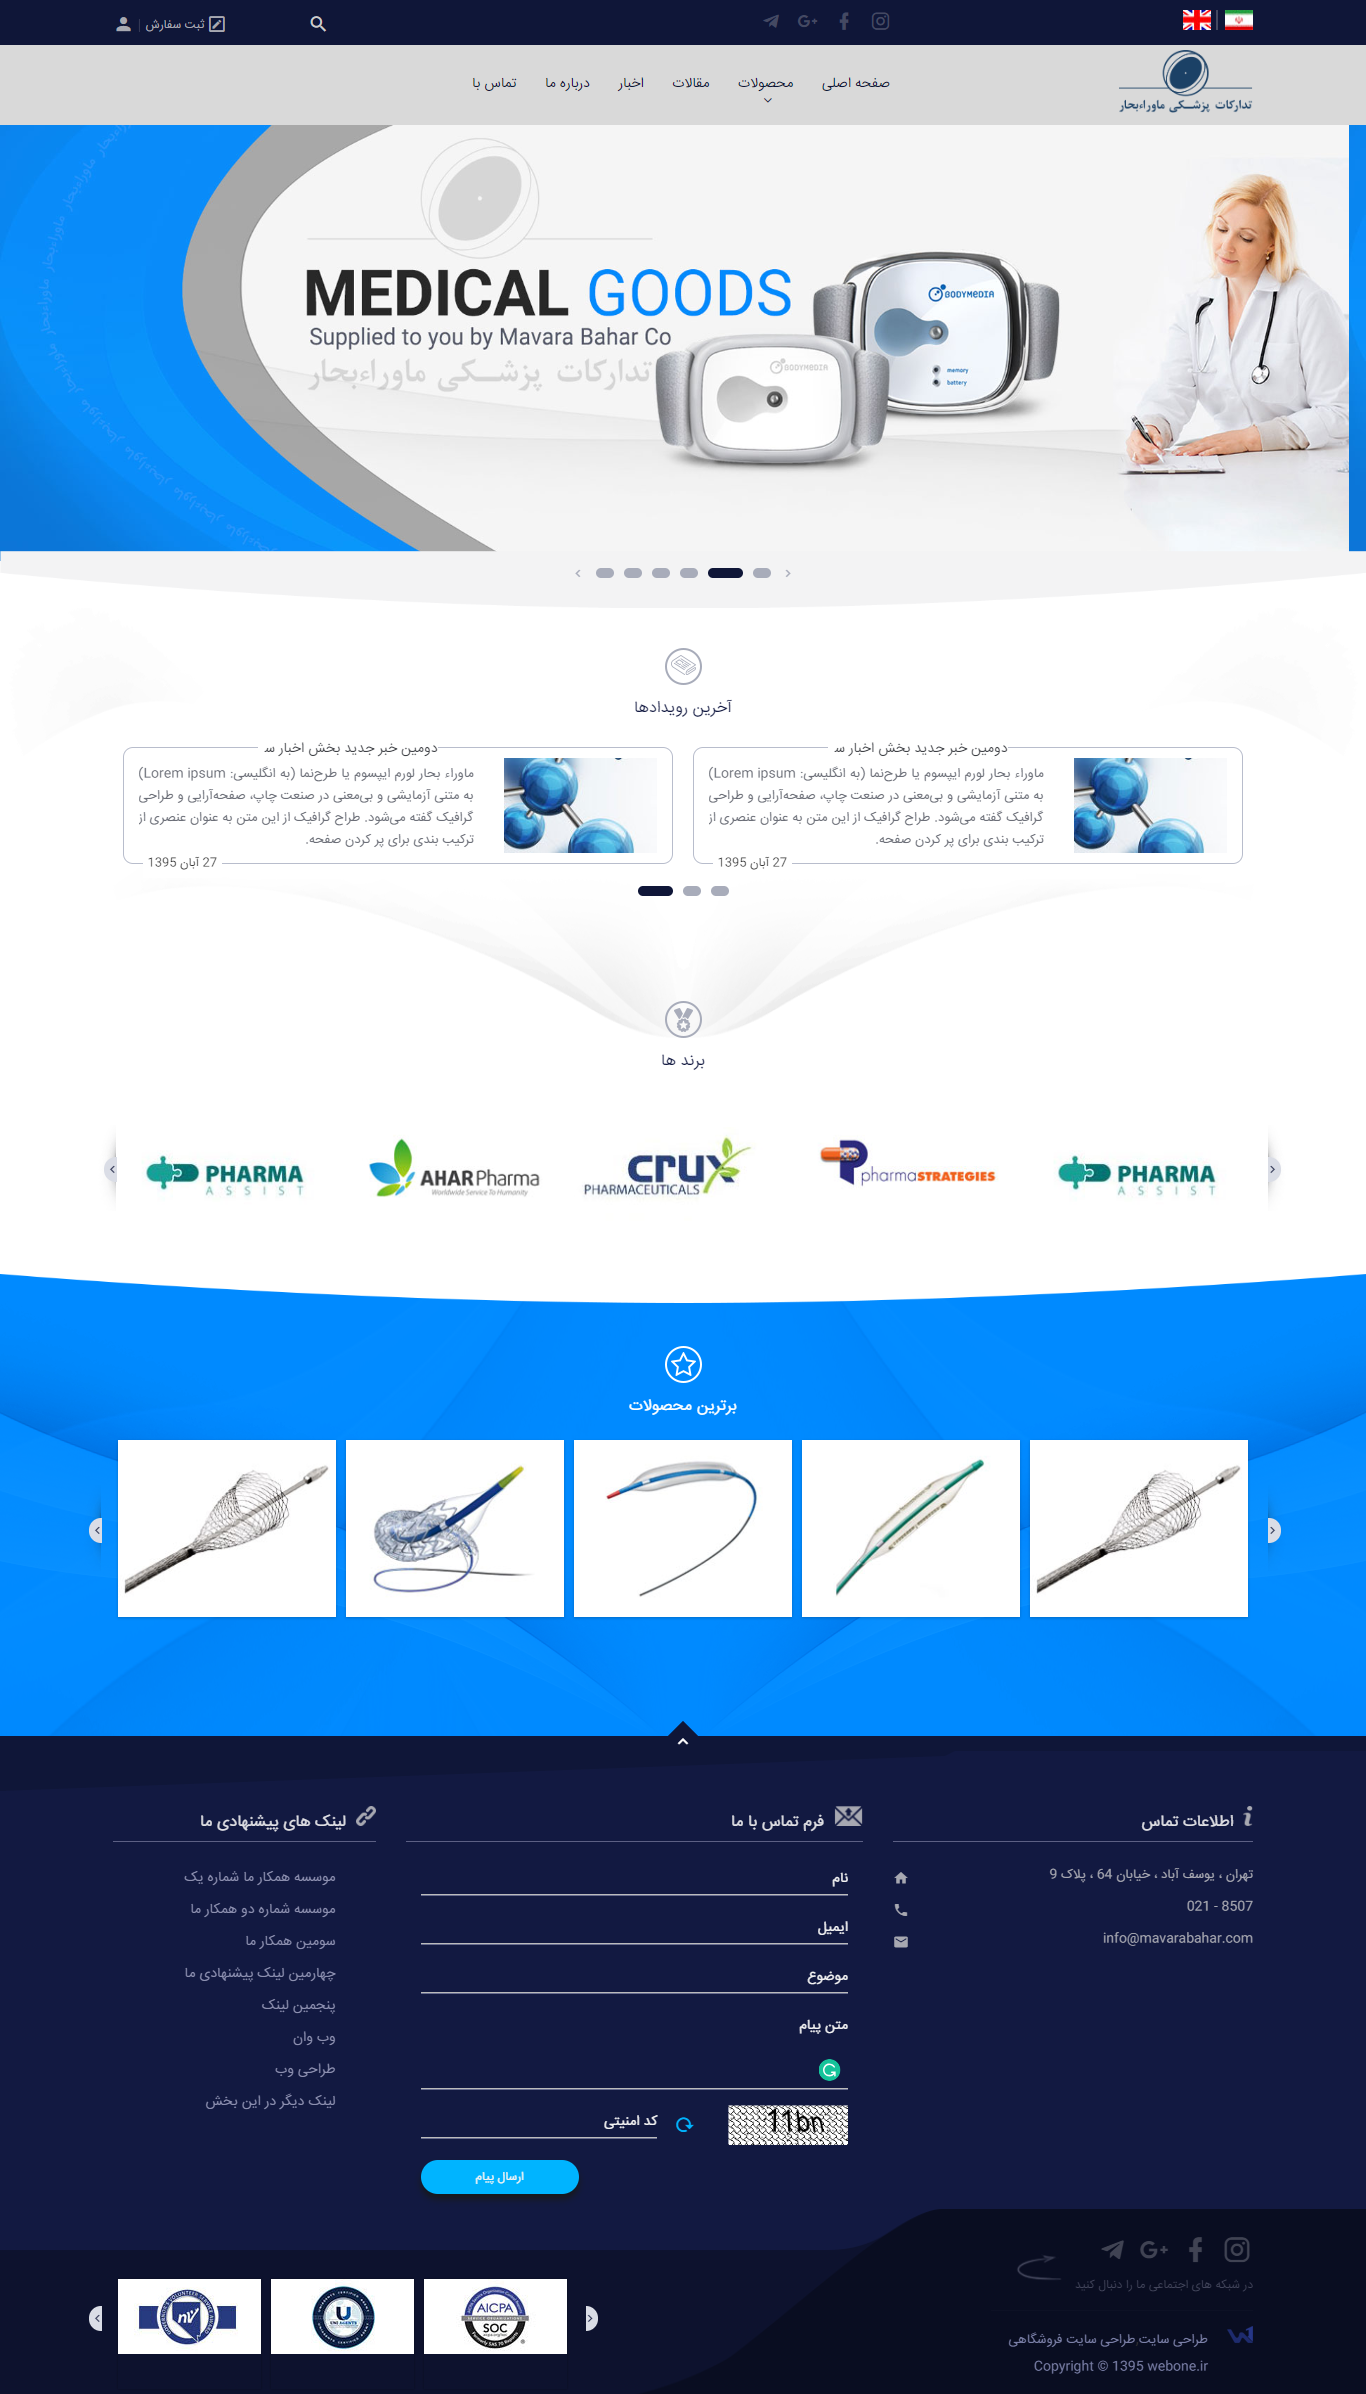 ثبت سفارش
تدارکات پزشکی ماوراءبحار
صفحه اصلی
محصولات
مقالات
اخبار
درباره ما
تماس با
MEDICAL GOODS
Supplied to you by Mavara Bahar Co
تدارکات پزشکی ماوراءبحار
BODYMEDIA
memory
battery
BODYMEDIA
آخرین رویدادها
دومین خبر جدید بخش اخبار س
ماوراء بحار لورم ایپسوم یا طرح‌نما (به انگلیسی: Lorem ipsum)
به متنی آزمایشی و بی‌معنی در صنعت چاپ، صفحه‌آرایی و طراحی
گرافیک گفته می‌شود. طراح گرافیک از این متن به عنوان عنصری از
ترکیب بندی برای پر کردن صفحه.
27 آبان 1395
دومین خبر جدید بخش اخبار س
ماوراء بحار لورم ایپسوم یا طرح‌نما (به انگلیسی: Lorem ipsum)
به متنی آزمایشی و بی‌معنی در صنعت چاپ، صفحه‌آرایی و طراحی
گرافیک گفته می‌شود. طراح گرافیک از این متن به عنوان عنصری از
ترکیب بندی برای پر کردن صفحه.
27 آبان 1395
برند ها
PHARMA
ASSIST
pharmaSTRATEGIES
crux
PHARMACEUTICALS
AHAR Pharma
Worldwide Service To Humanity
PHARMA
ASSIST
برترین محصولات
اطلاعات تماس
تهران ، یوسف آباد ، خیابان 64 ، پلاک 9
021 - 8507
info@mavarabahar.com
فرم تماس با ما
نام
ایمیل
موضوع
متن پیام
11bn
کد امنیتی
ارسال پیام
لینک های پیشنهادی ما
موسسه همکار ما شماره یک
موسسه شماره دو همکار ما
سومین همکار ما
چهارمین لینک پیشنهادی ما
پنجمین لینک
وب وان
طراحی وب
لینک دیگر در این بخش
در شبکه های اجتماعی ما را دنبال کنید
طراحی سایت,طراحی سایت فروشگاهی
Copyright © 1395 webone.ir
AICPA
SOC
Formerly SAS 70 Reports
U
UNI AGENTS
nv